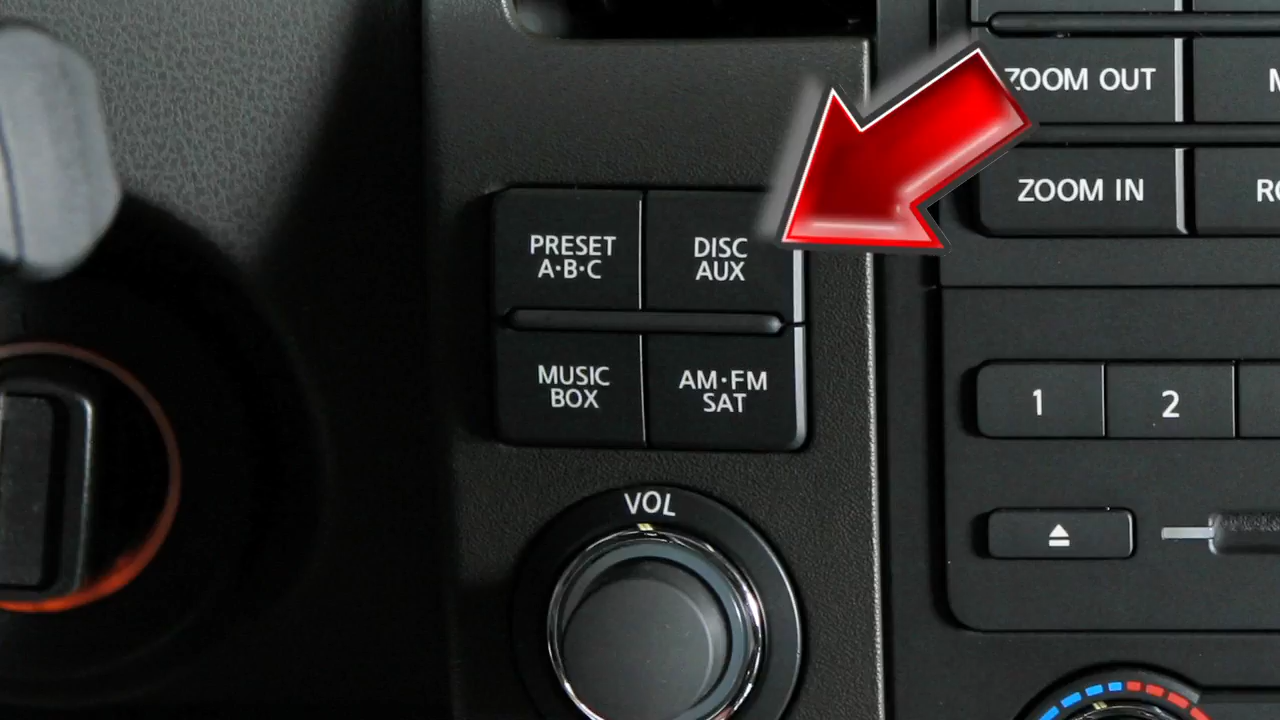 ZOOM OUT
ZOOM IN
PRESET
A·B·C
DISC
AUX
MUSIC
BOX
AM·FM
SAT
1
2
VOL